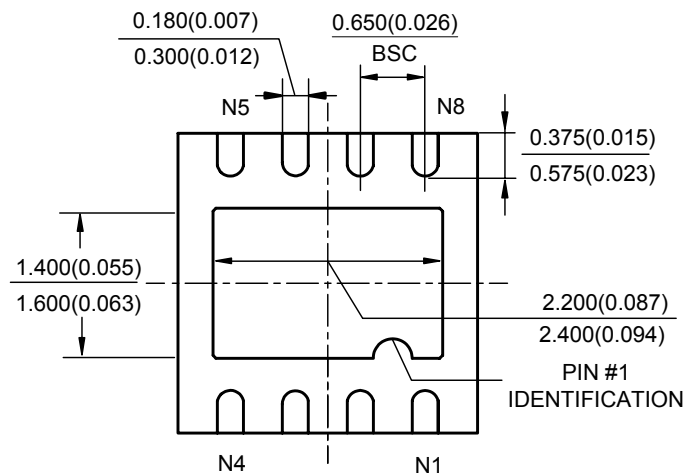 0.180(0.007)
0.300(0.012)
0.650(0.026)
BSC
N5
N8
0.375(0.015)
0.575(0.023)
1.400(0.055)
1.600(0.063)
2.200(0.087)
2.400(0.094)
PIN #1
IDENTIFICATION
N4
N1